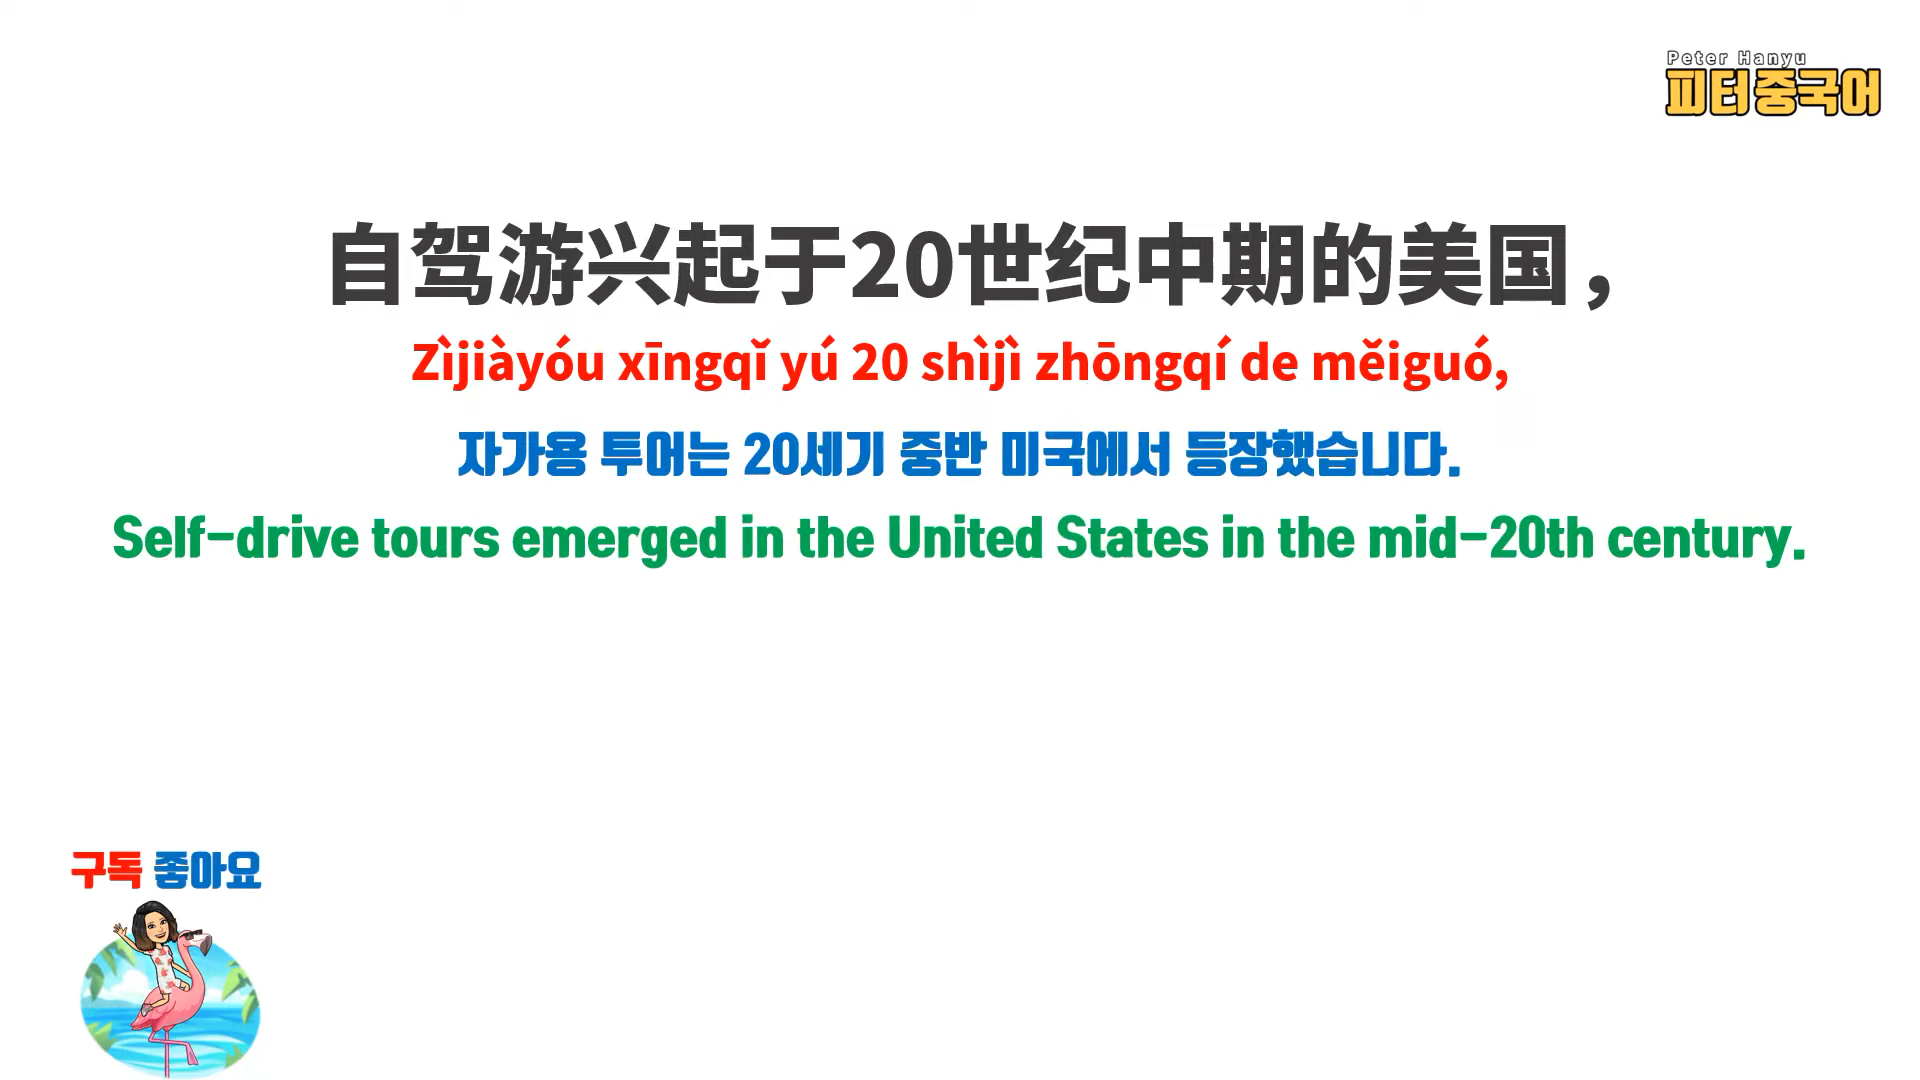 Peter Hanyu
피터중국어
自驾游兴起于20世纪中期的美国，
Zìjiàyóu xīngqǐ yú 20 shìjì zhōngqí de měiguó,
자가용 투어는 20세기 중반 미국에서 등장했습니다.
Self-drive tours emerged in the United States in the mid-20th century.
구독 좋아요